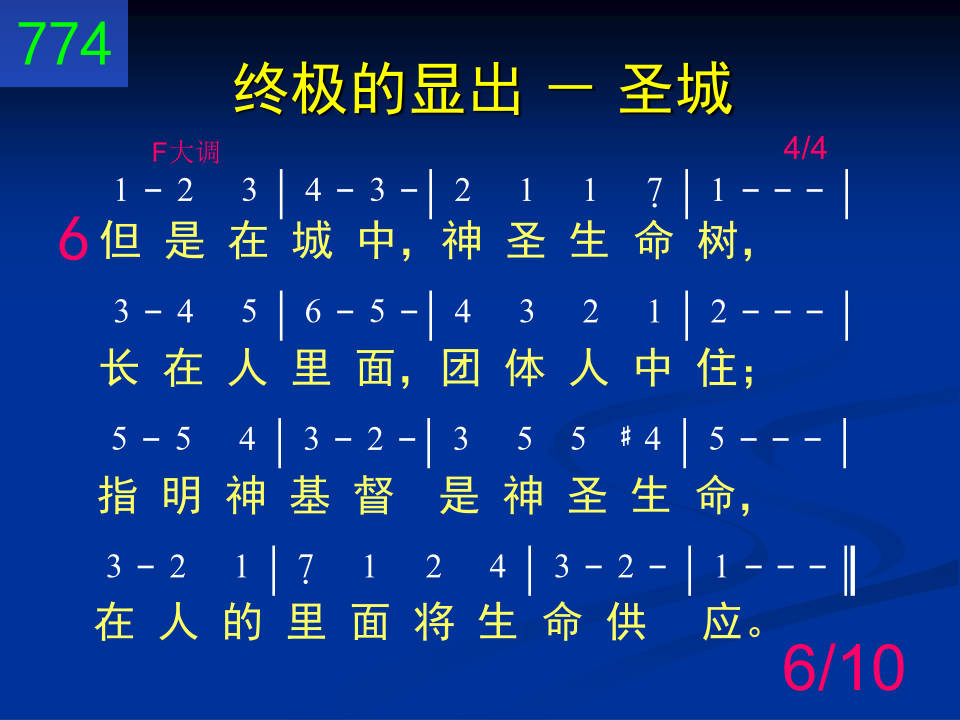 774
终极的显出 － 圣城
F大调 4/4
1 – 2 3 | 4 – 3 – | 2 1 1 7̣ | 1 – – – |
6 但 是 在 城 中，神 圣 生 命 树，
3 – 4 5 | 6 – 5 – | 4 3 2 1 | 2 – – – |
长 在 人 里 面，团 体 人 中 住；
5 – 5 4 | 3 – 2 – | 3 5 5 ♯4 | 5 – – – |
指 明 神 基 督 是 神 圣 生 命，
3 – 2 1 | 7̣ 1 2 4 | 3 – 2 – | 1 – – – ‖
在 人 的 里 面 将 生 命 供 应。
6/10